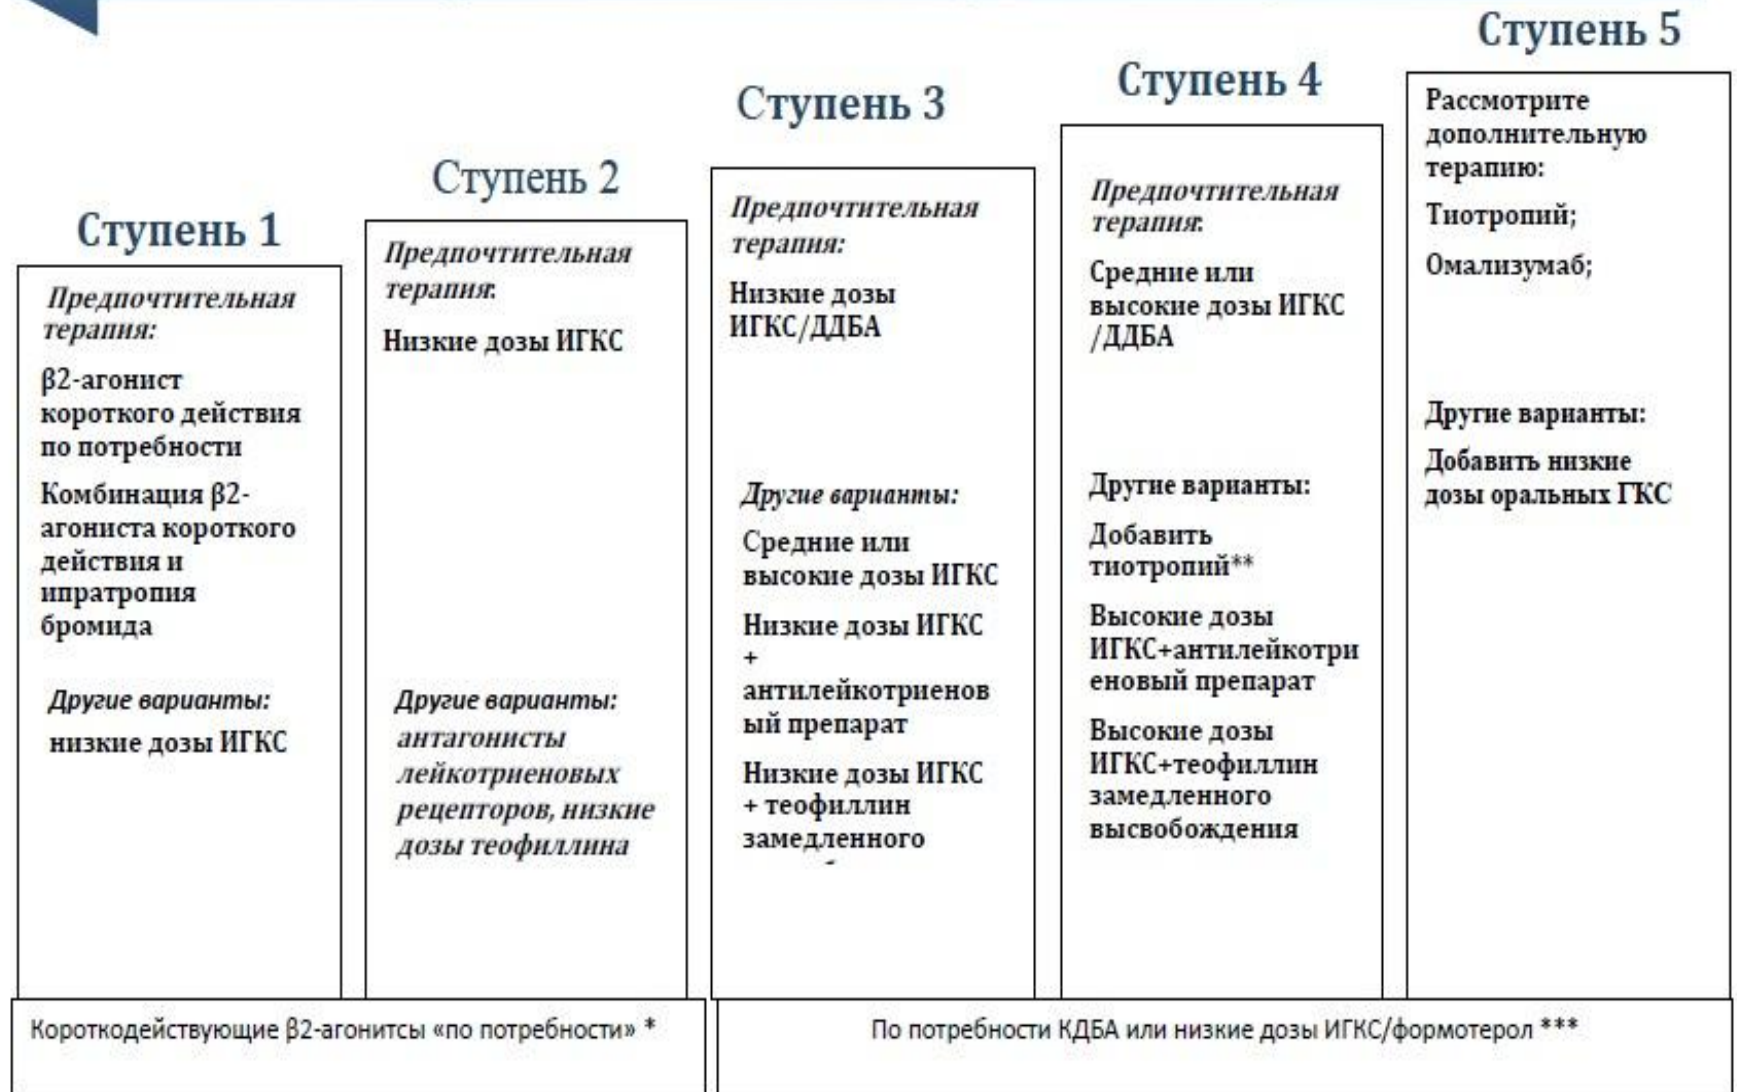 Ступень 1
Предпочтительная
терапия:
β2-агонист
короткого действия
по потребности
Комбинация β2-
агониста короткого
действия и
ипратропия
бромида
Другие варианты:
низкие дозы ИГКС
Ступень 2
Предпочтительная
терапия:
Низкие дозы ИГКС
Другие варианты:
антагонисты
лейкотриеновых
рецепторов, низкие
дозы теофиллина
Ступень 3
Предпочтительная
терапия:
Низкие дозы
ИГКС/ДДБА
Другие варианты:
Средние или
высокие дозы ИГКС
Низкие дозы ИГКС
+
антилейкотриенов
ый препарат
Низкие дозы ИГКС
+ теофиллин
замедленного
Ступень 4
Предпочтительная
терапия:
Средние или
высокие дозы ИГКС
/ДДБА
Другие варианты:
Добавить
тиотропий**
Высокие дозы
ИГКС+антилейкотри
еновый препарат
Высокие дозы
ИГКС+теофиллин
замедленного
высвобождения
Ступень 5
Рассмотрите
дополнительную
терапию:
Тиотропий;
Омализумаб;
Другие варианты:
Добавить низкие
дозы оральных ГКС
Короткодействующие β2-агонитсы «по потребности» *
По потребности КДБА или низкие дозы ИГКС/формотерол ***